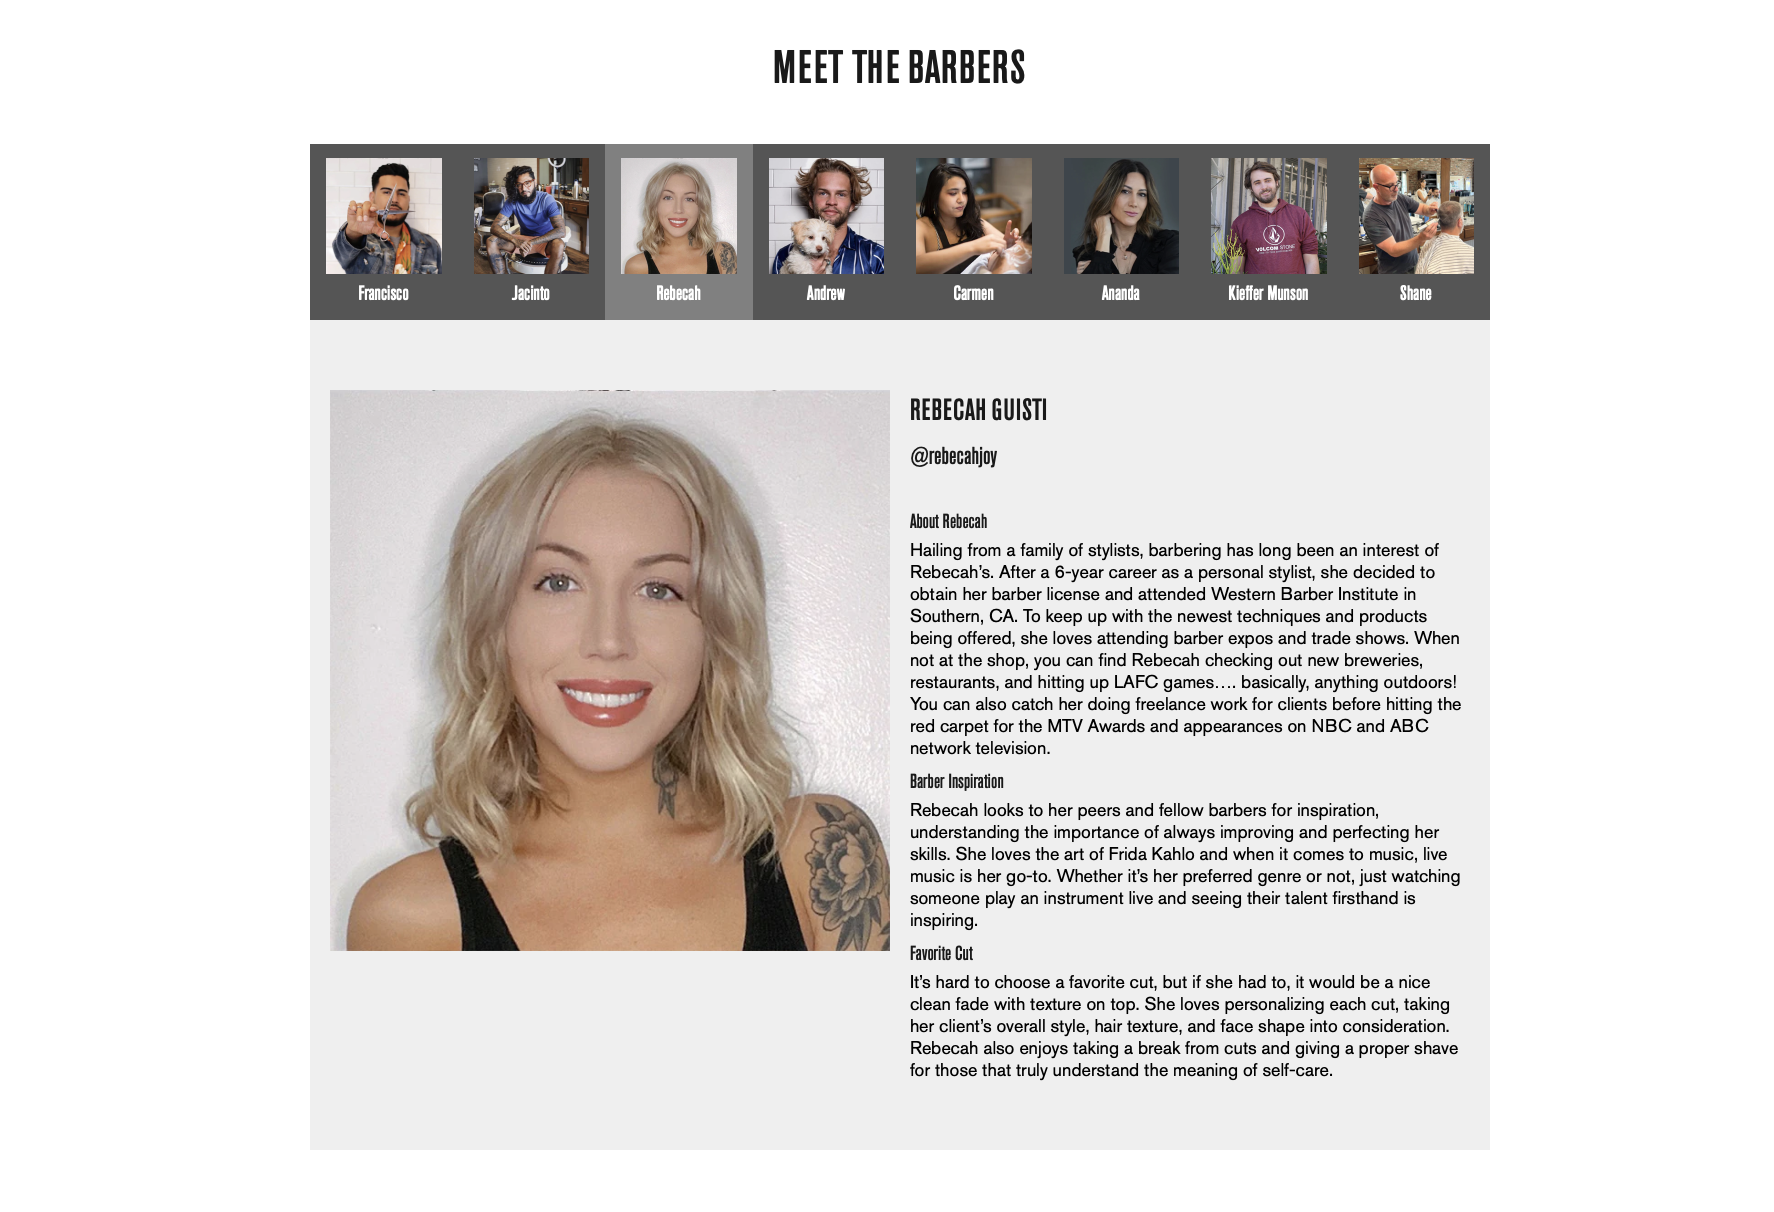 MEET THE BARBERS
VOLCOM STONE
Francisco
Jacinto
Rebecah
Andrew
Carmen
Ananda
Kieffer Munson
Shane
REBECAH GUISTI
@rebecahjoy
About Rebecah
Hailing from a family of stylists, barbering has long been an interest of
Rebecah’s. After a 6-year career as a personal stylist, she decided to
obtain her barber license and attended Western Barber Institute in
Southern, CA. To keep up with the newest techniques and products
being offered, she loves attending barber expos and trade shows. When
not at the shop, you can find Rebecah checking out new breweries,
restaurants, and hitting up LAFC games…. basically, anything outdoors!
You can also catch her doing freelance work for clients before hitting the
red carpet for the MTV Awards and appearances on NBC and ABC
network television.
Barber Inspiration
Rebecah looks to her peers and fellow barbers for inspiration,
understanding the importance of always improving and perfecting her
skills. She loves the art of Frida Kahlo and when it comes to music, live
music is her go-to. Whether it’s her preferred genre or not, just watching
someone play an instrument live and seeing their talent firsthand is
inspiring.
Favorite Cut
It’s hard to choose a favorite cut, but if she had to, it would be a nice
clean fade with texture on top. She loves personalizing each cut, taking
her client’s overall style, hair texture, and face shape into consideration.
Rebecah also enjoys taking a break from cuts and giving a proper shave
for those that truly understand the meaning of self-care.